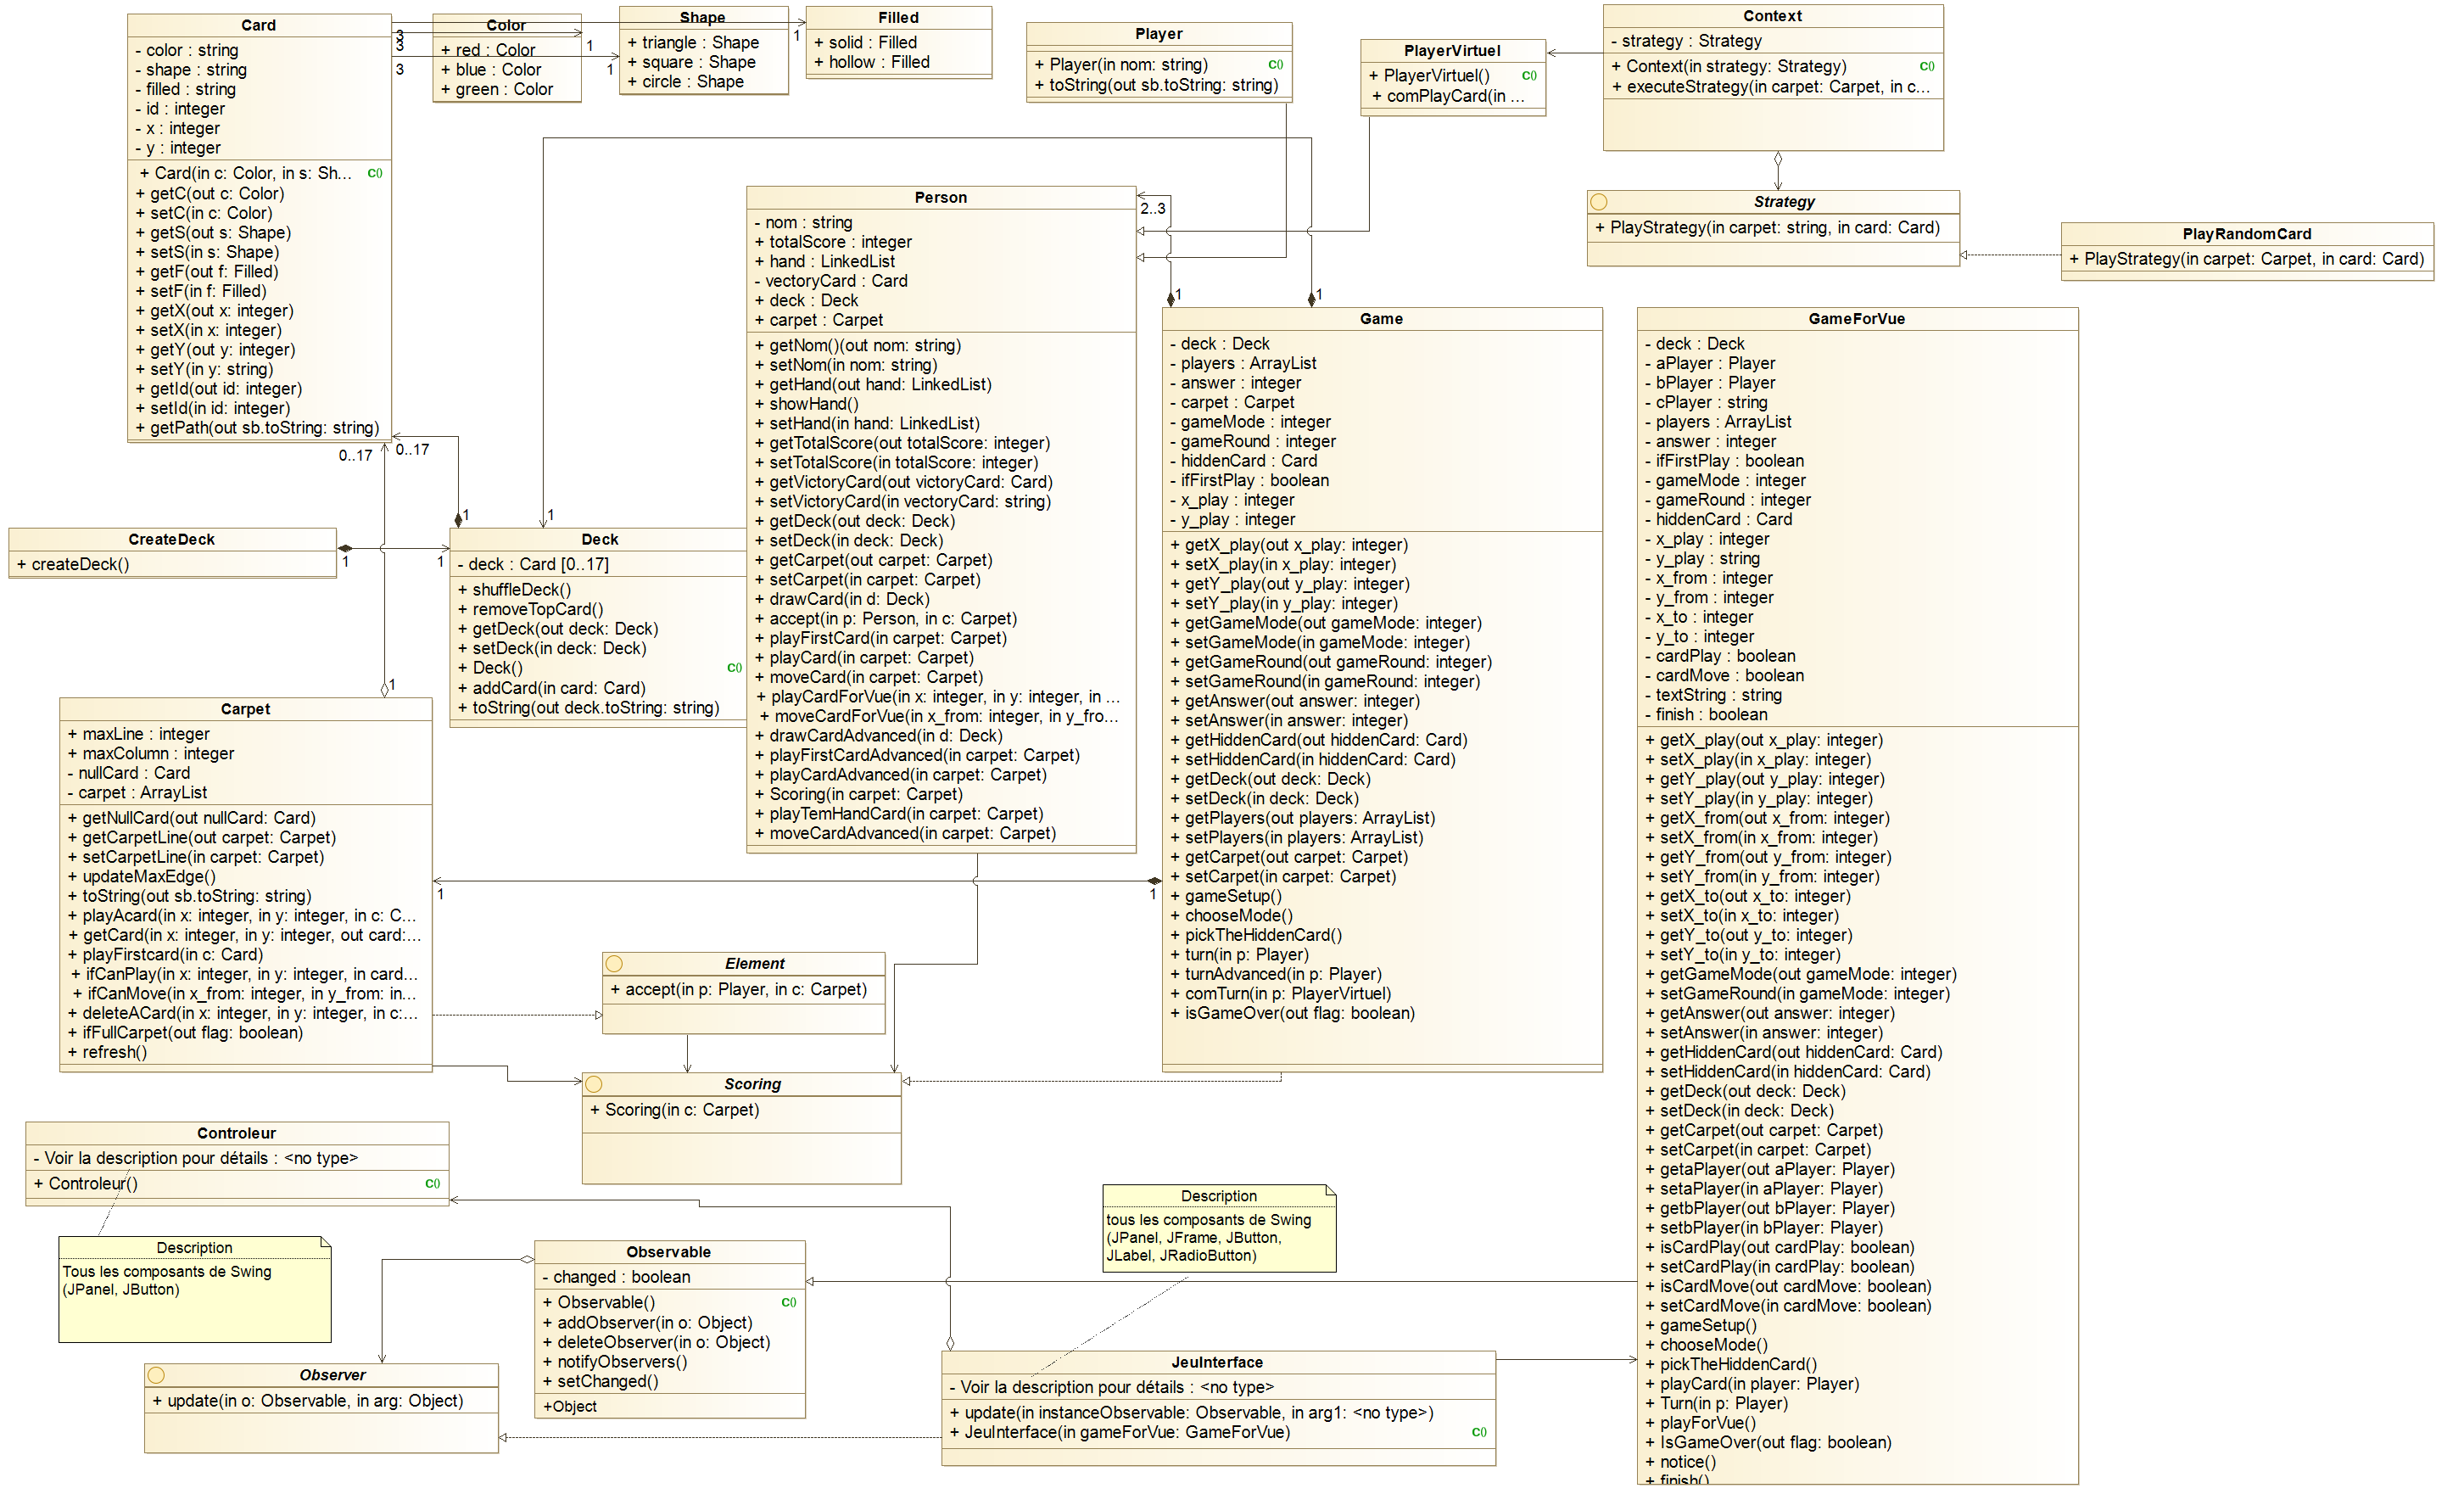 Card
- color : string
- shape : string
- filled : string
- id : integer
- x : integer
- y : integer
+ Card(in c: Color, in s: Sh... C()
+ getC(out c: Color)
+ setC(in c: Color)
+ getS(out s: Shape)
+ setS(in s: Shape)
+ getF(out f: Filled)
+ setF(in f: Filled)
+ getX(out x: integer)
+ setX(in x: integer)
+ getY(out y: integer)
+ setY(in y: string)
+ getId(out id: integer)
+ setId(in id: integer)
+ getPath(out sb.toString: string)
3
3
3
Color
+ red : Color
+ blue : Color
+ green : Color
1
Shape
+ triangle : Shape
+ square : Shape
+ circle : Shape
1
Filled
+ solid : Filled
+ hollow : Filled
1
Player
+ Player(in nom: string) C()
+ toString(out sb.toString: string)
PlayerVirtuel
+ PlayerVirtuel() C()
+ comPlayCard(in ...
Context
- strategy : Strategy
+ Context(in strategy: Strategy) C()
+ executeStrategy(in carpet: Carpet, in c...
Strategy
+ PlayStrategy(in carpet: string, in card: Card)
PlayRandomCard
+ PlayStrategy(in carpet: Carpet, in card: Card)
Person
- nom : string
+ totalScore : integer
+ hand : LinkedList
- vectoryCard : Card
+ deck : Deck
+ carpet : Carpet
+ getNom()(out nom: string)
+ setNom(in nom: string)
+ getHand(out hand: LinkedList)
+ showHand()
+ setHand(in hand: LinkedList)
+ getTotalScore(out totalScore: integer)
+ setTotalScore(in totalScore: integer)
+ getVictoryCard(out victoryCard: Card)
+ setVictoryCard(in vectoryCard: string)
+ getDeck(out deck: Deck)
+ setDeck(in deck: Deck)
+ getCarpet(out carpet: Carpet)
+ setCarpet(in carpet: Carpet)
+ drawCard(in d: Deck)
+ accept(in p: Person, in c: Carpet)
+ playFirstCard(in carpet: Carpet)
+ playCard(in carpet: Carpet)
+ moveCard(in carpet: Carpet)
+ playCardForVue(in x: integer, in y: integer, in ...
+ moveCardForVue(in x_from: integer, in y_fro...
+ drawCardAdvanced(in d: Deck)
+ playFirstCardAdvanced(in carpet: Carpet)
+ playCardAdvanced(in carpet: Carpet)
+ Scoring(in carpet: Carpet)
+ playTemHandCard(in carpet: Carpet)
+ moveCardAdvanced(in carpet: Carpet)
2..3
1
1
Game
- deck : Deck
- players : ArrayList
- answer : integer
- carpet : Carpet
- gameMode : integer
- gameRound : integer
- hiddenCard : Card
- ifFirstPlay : boolean
- x_play : integer
- y_play : integer
+ getX_play(out x_play: integer)
+ setX_play(in x_play: integer)
+ getY_play(out y_play: integer)
+ setY_play(in y_play: integer)
+ getGameMode(out gameMode: integer)
+ setGameMode(in gameMode: integer)
+ getGameRound(out gameRound: integer)
+ setGameRound(in gameRound: integer)
+ getAnswer(out answer: integer)
+ setAnswer(in answer: integer)
+ getHiddenCard(out hiddenCard: Card)
+ setHiddenCard(in hiddenCard: Card)
+ getDeck(out deck: Deck)
+ setDeck(in deck: Deck)
+ getPlayers(out players: ArrayList)
+ setPlayers(in players: ArrayList)
+ getCarpet(out carpet: Carpet)
+ setCarpet(in carpet: Carpet)
+ gameSetup()
+ chooseMode()
+ pickTheHiddenCard()
+ turn(in p: Player)
+ turnAdvanced(in p: Player)
+ comTurn(in p: PlayerVirtuel)
+ isGameOver(out flag: boolean)
GameForVue
- deck : Deck
- aPlayer : Player
- bPlayer : Player
- cPlayer : string
- players : ArrayList
- answer : integer
- ifFirstPlay : boolean
- gameMode : integer
- gameRound : integer
- hiddenCard : Card
- x_play : integer
- y_play : string
- x_from : integer
- y_from : integer
- x_to : integer
- y_to : integer
- cardPlay : boolean
- cardMove : boolean
- textString : string
- finish : boolean
+ getX_play(out x_play: integer)
+ setX_play(in x_play: integer)
+ getY_play(out y_play: integer)
+ setY_play(in y_play: integer)
+ getX_from(out x_from: integer)
+ setX_from(in x_from: integer)
+ getY_from(out y_from: integer)
+ setY_from(in y_from: integer)
+ getX_to(out x_to: integer)
+ setX_to(in x_to: integer)
+ getY_to(out y_to: integer)
+ setY_to(in y_to: integer)
+ getGameMode(out gameMode: integer)
+ setGameRound(in gameMode: integer)
+ getAnswer(out answer: integer)
+ setAnswer(in answer: integer)
+ getHiddenCard(out hiddenCard: Card)
+ setHiddenCard(in hiddenCard: Card)
+ getDeck(out deck: Deck)
+ setDeck(in deck: Deck)
+ getCarpet(out carpet: Carpet)
+ setCarpet(in carpet: Carpet)
+ getaPlayer(out aPlayer: Player)
+ setaPlayer(in aPlayer: Player)
+ getbPlayer(out bPlayer: Player)
+ setbPlayer(in bPlayer: Player)
+ isCardPlay(out cardPlay: boolean)
+ setCardPlay(in cardPlay: boolean)
+ isCardMove(out cardMove: boolean)
+ setCardMove(in cardMove: boolean)
+ gameSetup()
+ chooseMode()
+ pickTheHiddenCard()
+ playCard(in player: Player)
+ Turn(in p: Player)
+ playForVue()
+ IsGameOver(out flag: boolean)
+ notice()
+ finish()
0..17
0..17
CreateDeck
+ createDeck()
1
1
1
1
Deck
- deck : Card [0..17]
+ shuffleDeck()
+ removeTopCard()
+ getDeck(out deck: Deck)
+ setDeck(in deck: Deck)
+ Deck() C()
+ addCard(in card: Card)
+ toString(out deck.toString: string)
1
Carpet
+ maxLine : integer
+ maxColumn : integer
- nullCard : Card
- carpet : ArrayList
+ getNullCard(out nullCard: Card)
+ getCarpetLine(out carpet: Carpet)
+ setCarpetLine(in carpet: Carpet)
+ updateMaxEdge()
+ toString(out sb.toString: string)
+ playAcard(in x: integer, in y: integer, in c: C...
+ getCard(in x: integer, in y: integer, out card:...
+ playFirstcard(in c: Card)
+ ifCanPlay(in x: integer, in y: integer, in card...
+ ifCanMove(in x_from: integer, in y_from: in...
+ deleteACard(in x: integer, in y: integer, in c:...
+ ifFullCarpet(out flag: boolean)
+ refresh()
1
1
Element
+ accept(in p: Player, in c: Carpet)
Scoring
+ Scoring(in c: Carpet)
Controleur
- Voir la description pour détails : <no type>
+ Controleur() C()
Description
Tous les composants de Swing
(JPanel, JButton)
Description
tous les composants de Swing
(JPanel, JFrame, JButton,
JLabel, JRadioButton)
Observable
- changed : boolean
+ Observable() C()
+ addObserver(in o: Object)
+ deleteObserver(in o: Object)
+ notifyObservers()
+ setChanged()
+Object
Observer
+ update(in o: Observable, in arg: Object)
JeuInterface
- Voir la description pour détails : <no type>
+ update(in instanceObservable: Observable, in arg1: <no type>)
+ JeuInterface(in gameForVue: GameForVue) C()